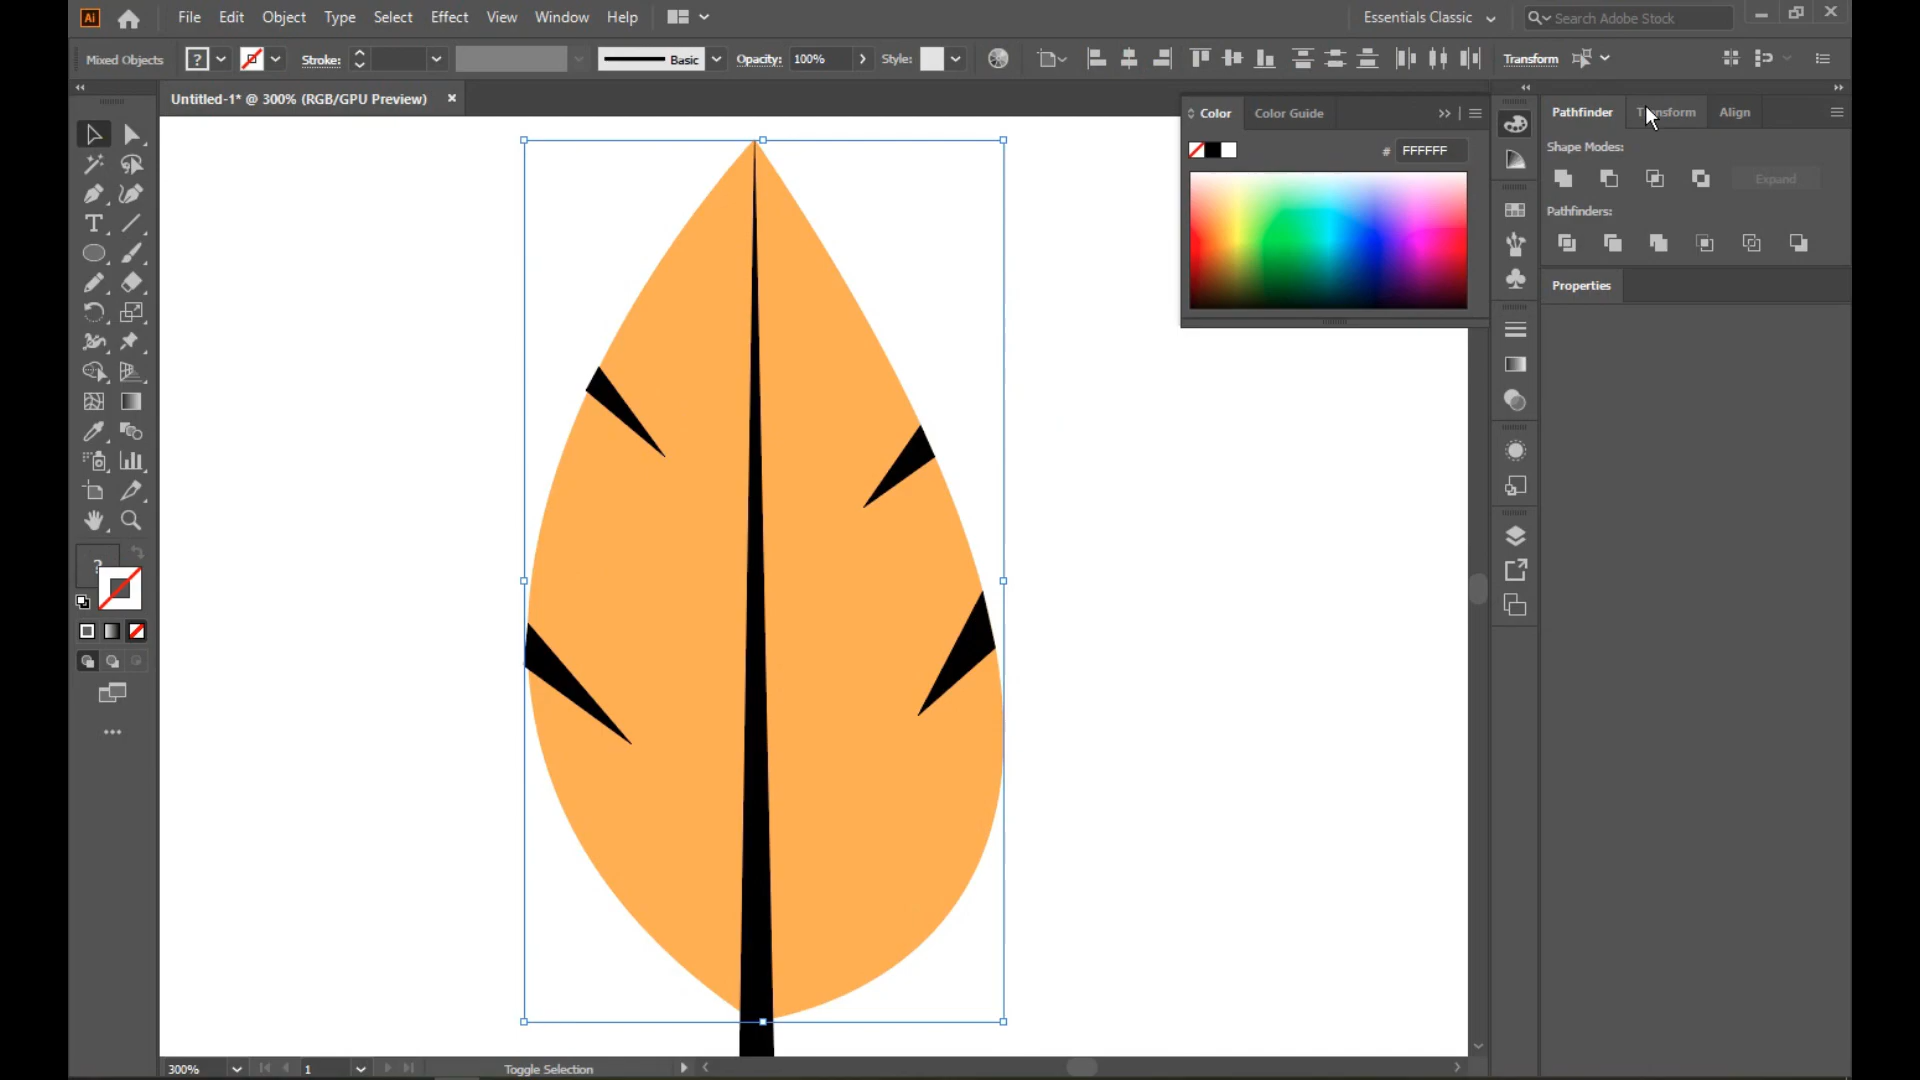 Ai File Edit Object Type Select Effect View Window Help Essentials Classic Search Adobe Stock
Mixed Objects ? Stroke: Basic Opacity: 100% Style: Transform
Untitled-1* @ 300% (RGB/GPU Preview) ×
Color Color Guide
# FFFFFF
Pathfinder Transform Align
Shape Modes:
Expand
Pathfinders:
Properties
T
?
300% 1 Toggle Selection